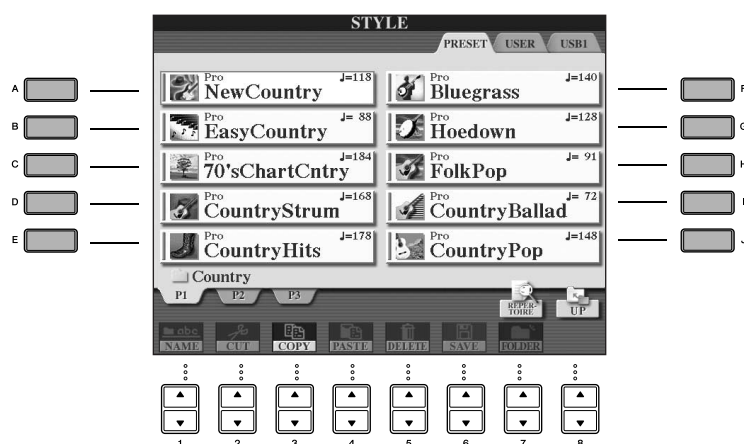 STYLE
PRESET USER USB1
A
Pro ♩=118
NewCountry
Pro ♩=140
Bluegrass
F
B
Pro ♩= 88
EasyCountry
Pro ♩=128
Hoedown
G
C
Pro ♩=184
70'sChartCntry
Pro ♩= 91
FolkPop
H
D
Pro ♩=168
CountryStrum
Pro ♩= 72
CountryBallad
I
E
Pro ♩=178
CountryHits
Pro ♩=148
CountryPop
J
Country
P1 P2 P3
REPER-
TOIRE
UP
abc
NAME CUT COPY PASTE DELETE SAVE FOLDER
1 2 3 4 5 6 7 8